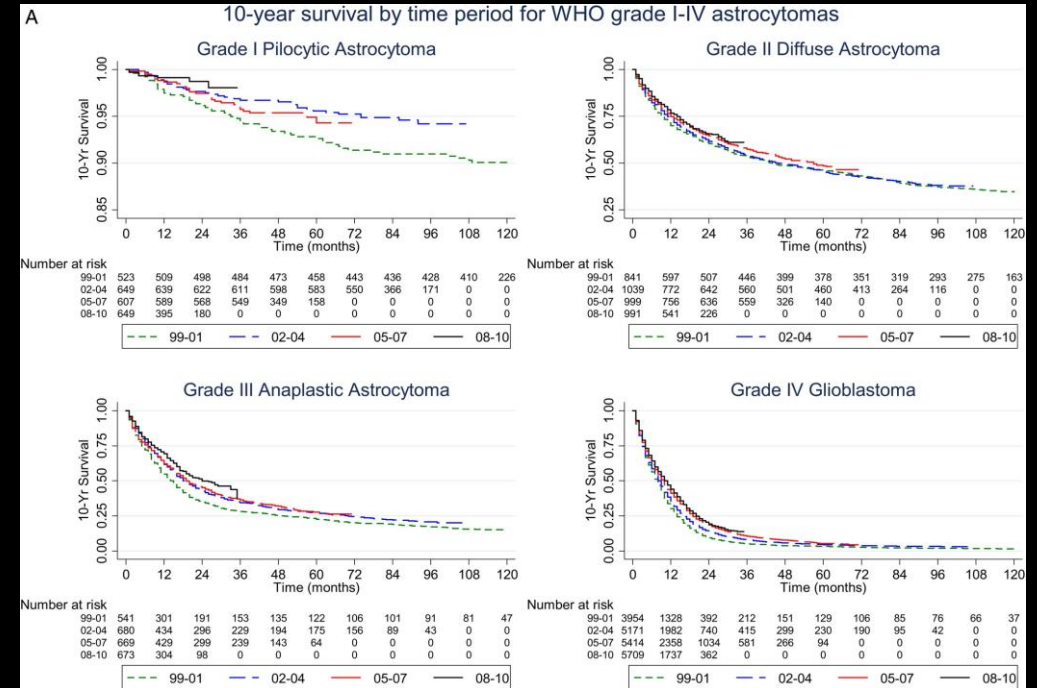 A
10-year survival by time period for WHO grade I-IV astrocytomas
Grade I Pilocytic Astrocytoma
10-Yr Survival
1.00
0.95
0.90
0.85
0 12 24 36 48 60 72 84 96 108 120
Time (months)
Number at risk
99-01 523 509 498 484 473 458 443 436 428 410 226
02-04 649 639 622 611 598 583 550 366 171 0 0
05-07 607 589 568 549 349 158 0 0 0 0 0
08-10 649 395 180 0 0 0 0 0 0 0 0
99-01 02-04 05-07 08-10
Grade II Diffuse Astrocytoma
10-Yr Survival
1.00
0.75
0.50
0.25
0 12 24 36 48 60 72 84 96 108 120
Time (months)
Number at risk
99-01 841 597 507 446 399 378 351 319 293 275 163
02-04 1039 772 642 560 501 460 413 264 116 0 0
05-07 999 756 636 559 326 140 0 0 0 0 0
08-10 991 541 226 0 0 0 0 0 0 0 0
99-01 02-04 05-07 08-10
Grade III Anaplastic Astrocytoma
10-Yr Survival
1.00
0.75
0.50
0.25
0.00
0 12 24 36 48 60 72 84 96 108 120
Time (months)
Number at risk
99-01 541 301 191 153 135 122 106 101 91 81 47
02-04 680 434 296 229 194 175 156 89 43 0 0
05-07 669 429 299 239 143 64 0 0 0 0 0
08-10 673 304 98 0 0 0 0 0 0 0 0
99-01 02-04 05-07 08-10
Grade IV Glioblastoma
10-Yr Survival
1.00
0.75
0.50
0.25
0.00
0 12 24 36 48 60 72 84 96 108 120
Time (months)
Number at risk
99-01 3954 1328 392 212 151 129 106 85 76 66 37
02-04 5171 1982 740 415 299 230 190 95 42 0 0
05-07 5414 2358 1034 581 266 94 0 0 0 0 0
08-10 5709 1737 362 0 0 0 0 0 0 0 0
99-01 02-04 05-07 08-10